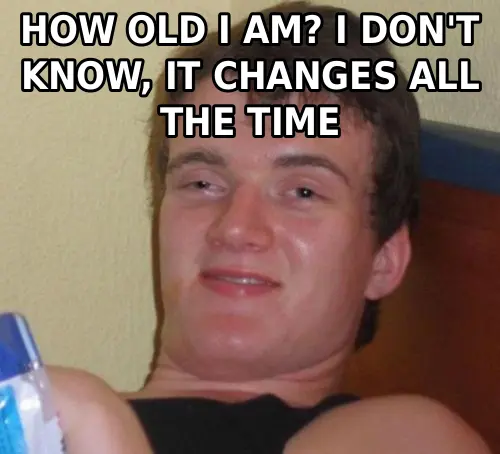 HOW OLD I AM? I DON'T
KNOW, IT CHANGES ALL
THE TIME